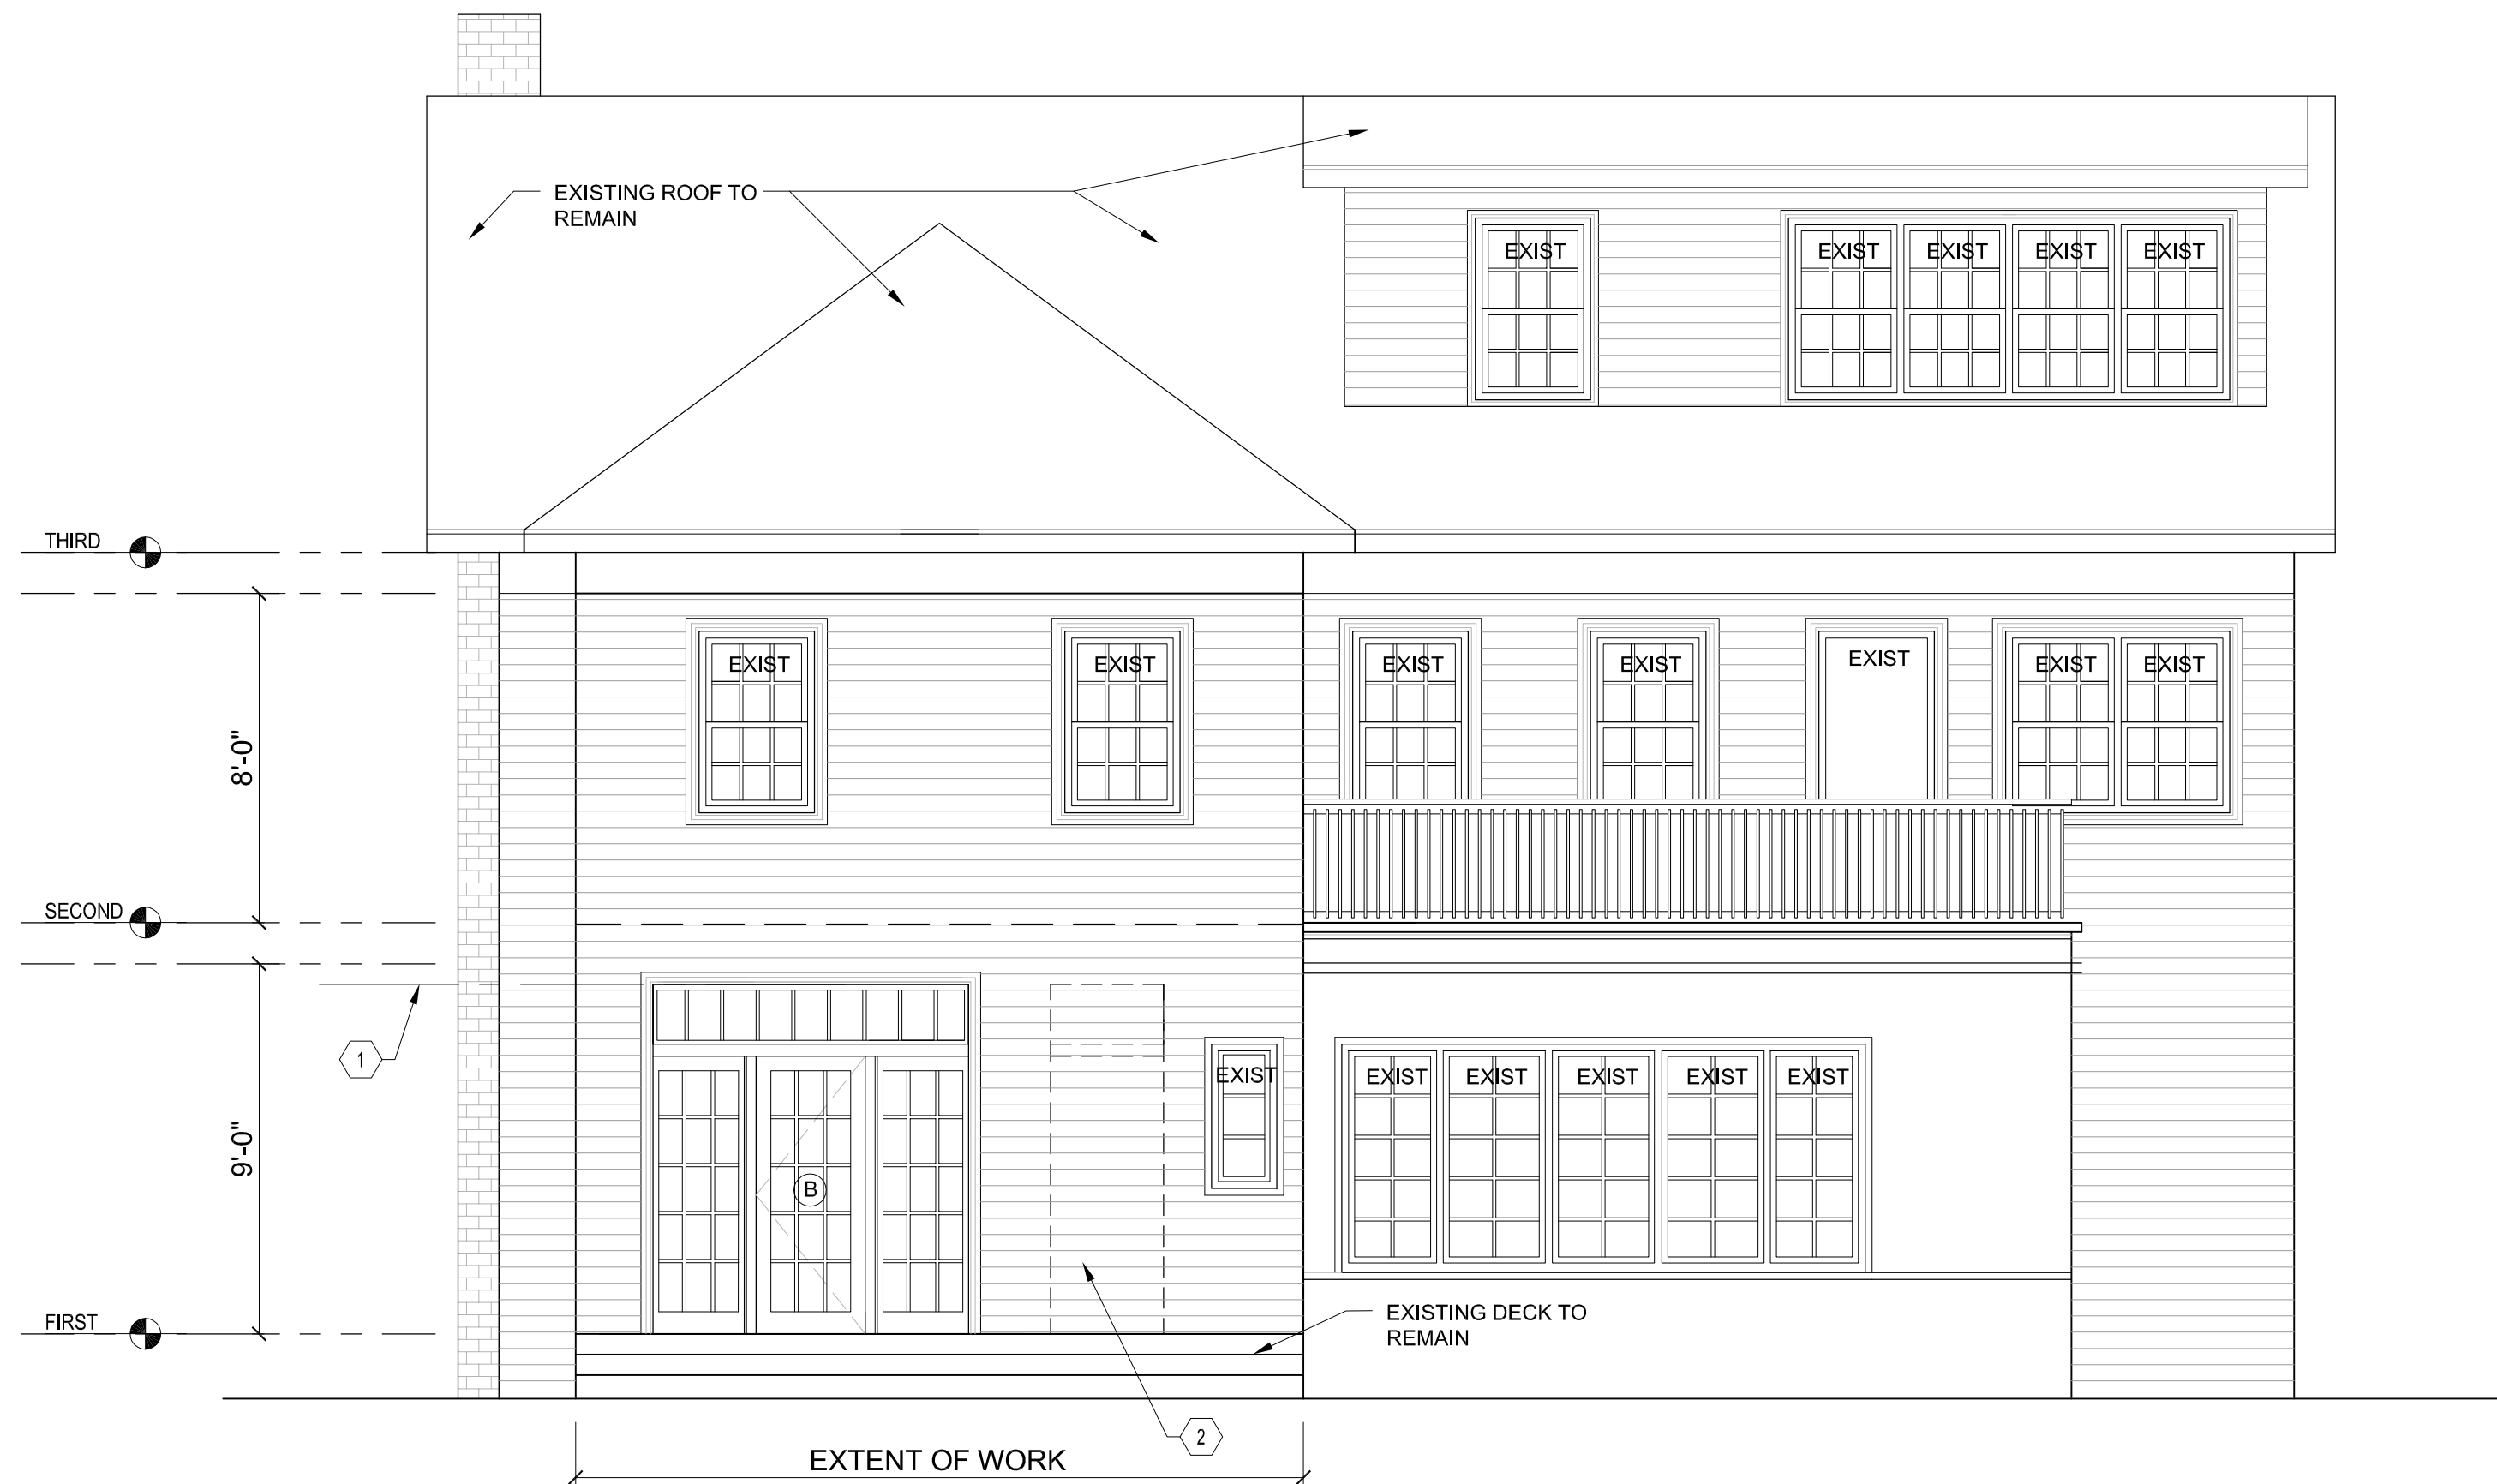 EXISTING ROOF TO
REMAIN
EXIST EXIST EXIST EXIST EXIST
THIRD
EXIST EXIST EXIST EXIST EXIST EXIST EXIST
8'-0"
SECOND
1
EXIST EXIST EXIST EXIST EXIST EXIST
9'-0"
B
FIRST
EXISTING DECK TO
REMAIN
2
EXTENT OF WORK